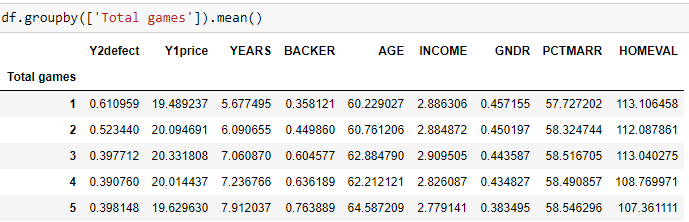 df.groupby(['Total games']).mean()
Y2defect Y1price YEARS BACKER AGE INCOME GNDR PCTMARR HOMEVAL
Total games
1 0.610959 19.489237 5.677495 0.358121 60.229027 2.886306 0.457155 57.727202 113.106458
2 0.523440 20.094691 6.090655 0.449860 60.761206 2.884872 0.450197 58.324744 112.087861
3 0.397712 20.331808 7.060870 0.604577 62.884790 2.909505 0.443587 58.516705 113.040275
4 0.390760 20.014437 7.236766 0.636189 62.212121 2.826087 0.434827 58.490857 108.769971
5 0.398148 19.629630 7.912037 0.763889 64.587209 2.779141 0.383495 58.546296 107.361111